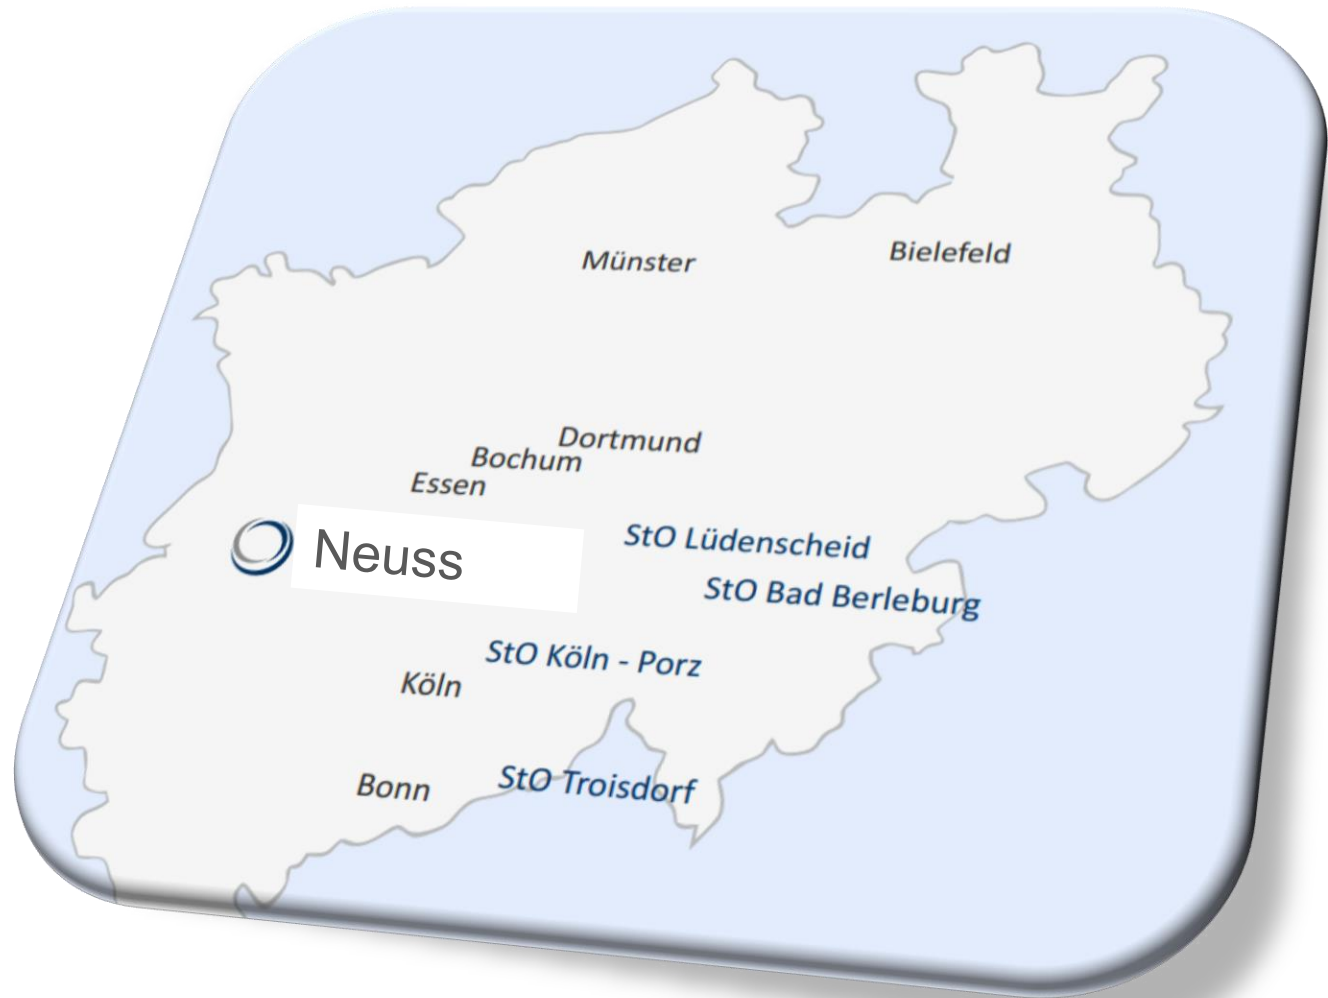 Münster
Bielefeld
Dortmund
Bochum
Essen
StO Lüdenscheid
Neuss
StO Bad Berleburg
StO Köln - Porz
Köln
StO Troisdorf
Bonn